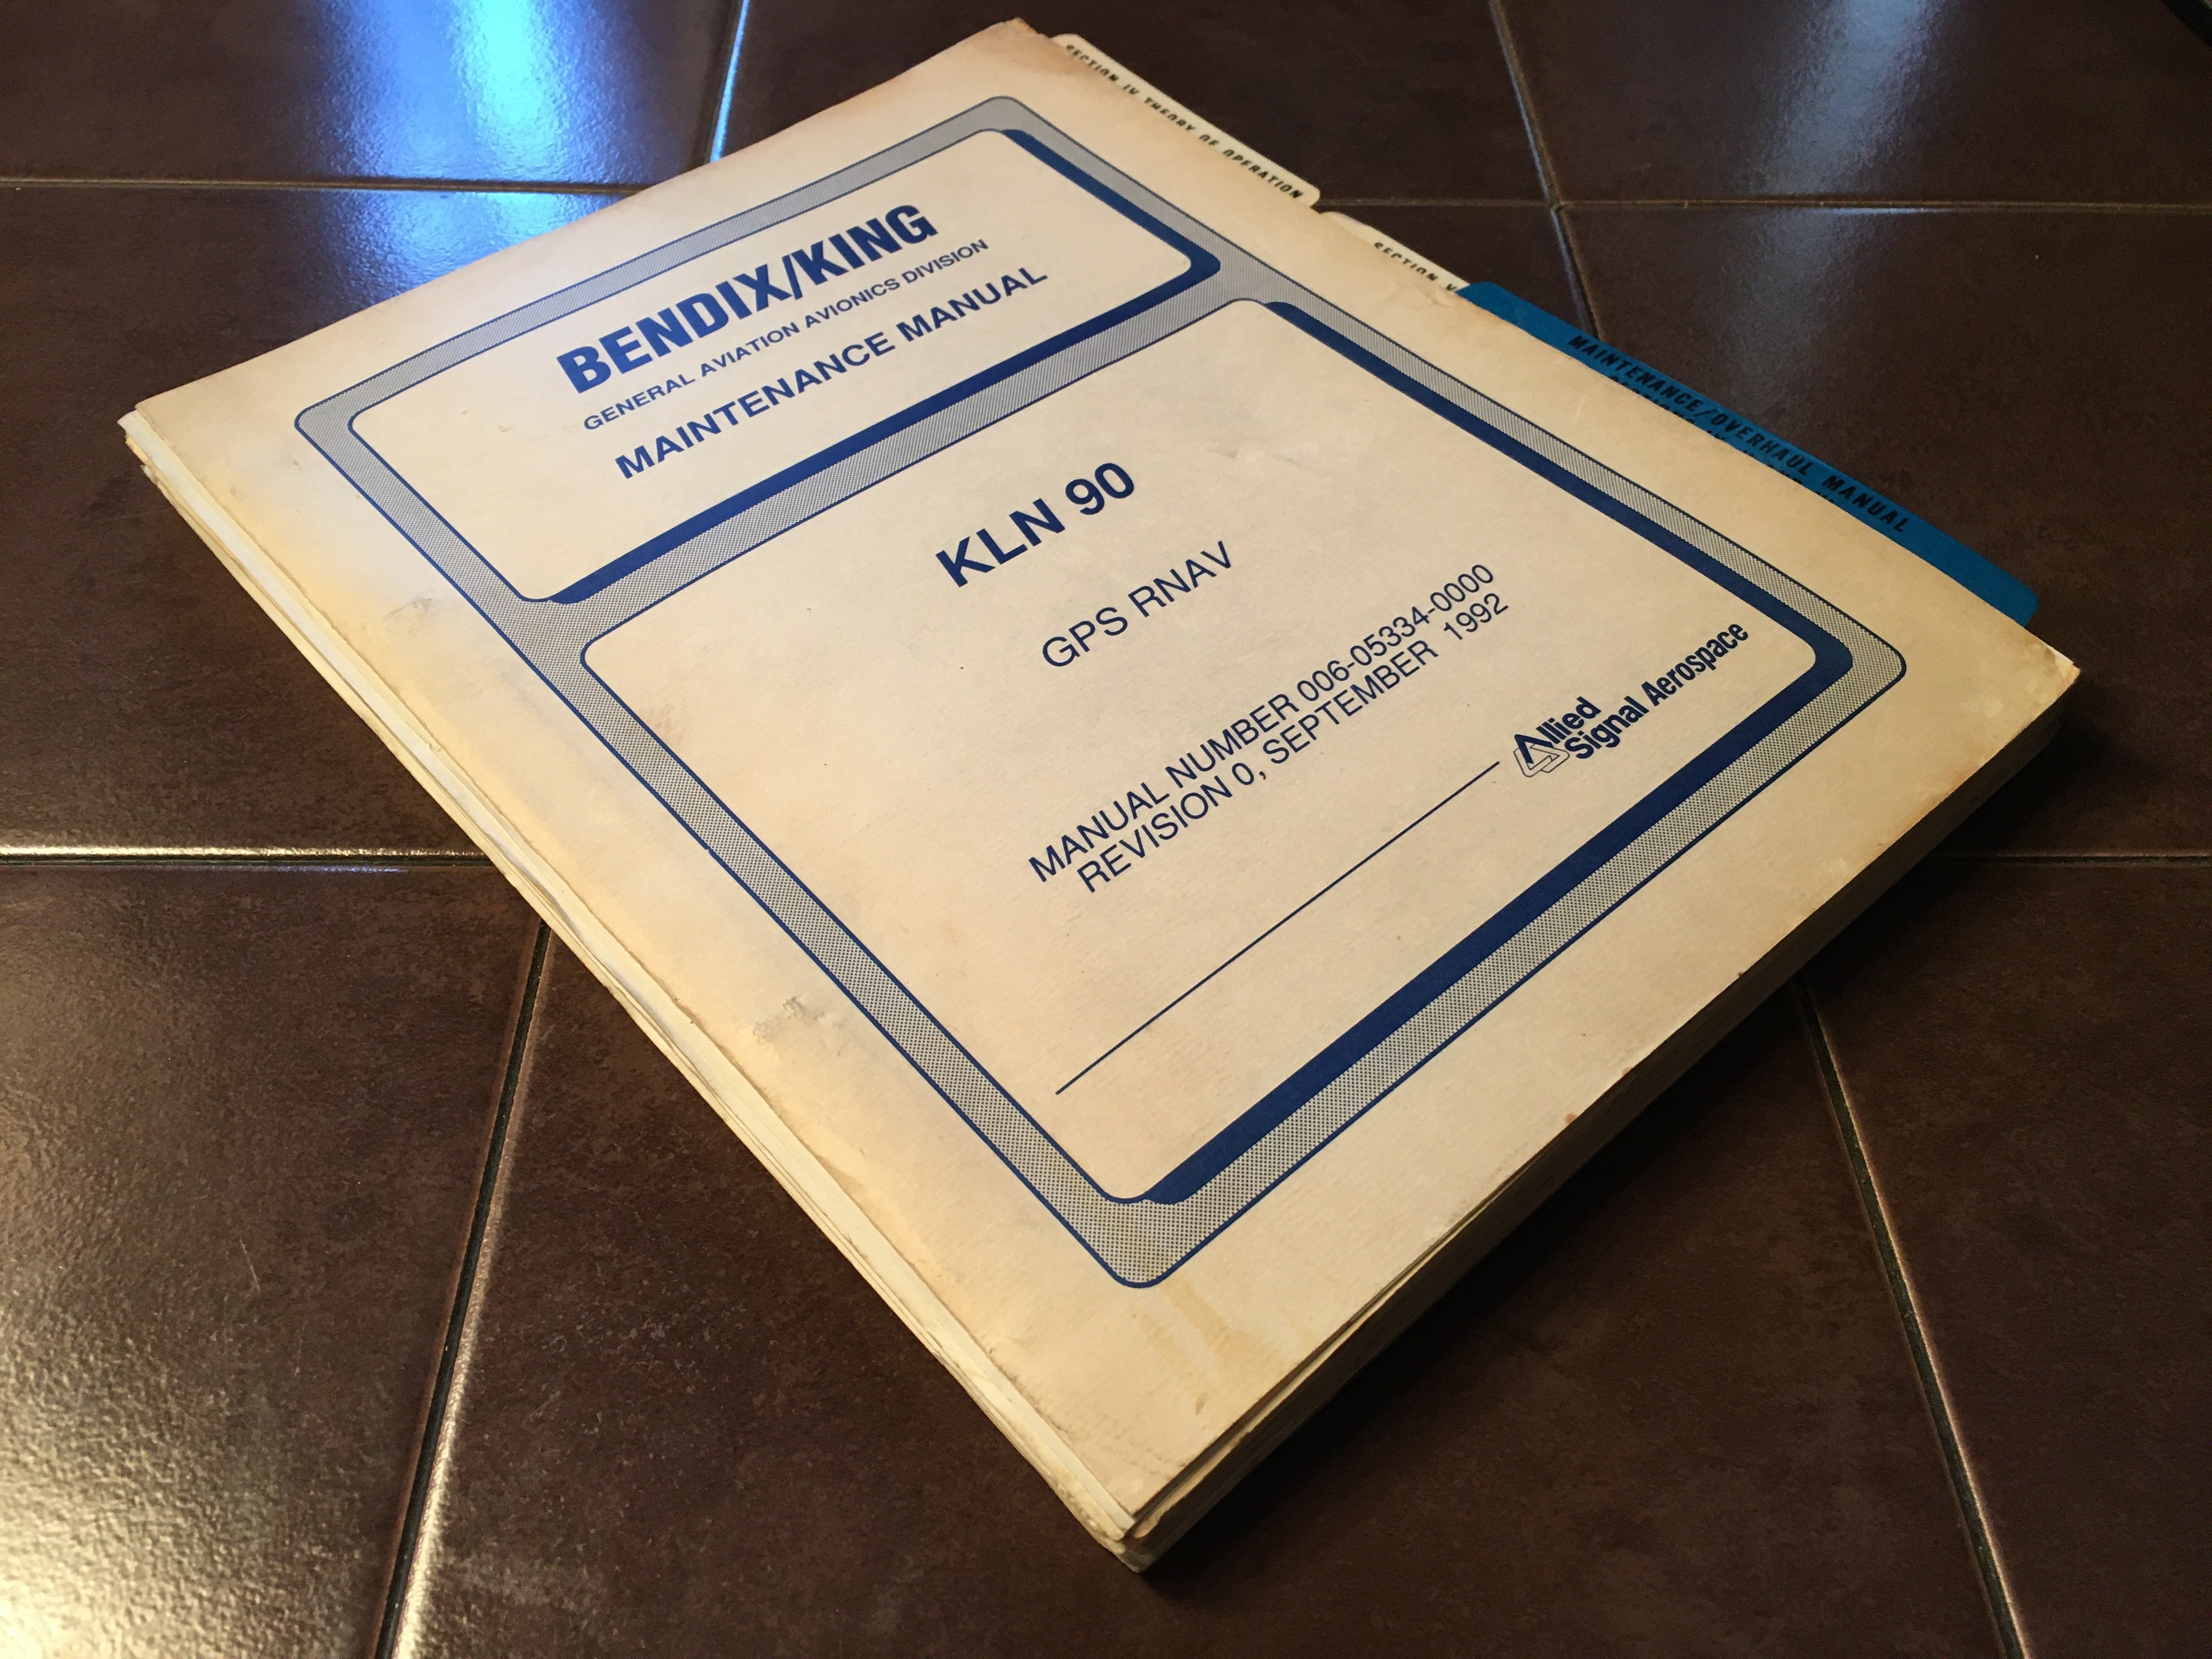 BENDIX/KING
GENERAL AVIATION AVIONICS DIVISION
MAINTENANCE MANUAL
KLN 90
GPS RNAV
MANUAL NUMBER 006-05334-0000
REVISION 0, SEPTEMBER 1992
Allied
Signal Aerospace
SECTION IV THEORY OF OPERATION
SECTION V
MAINTENANCE/OVERHAUL MANUAL